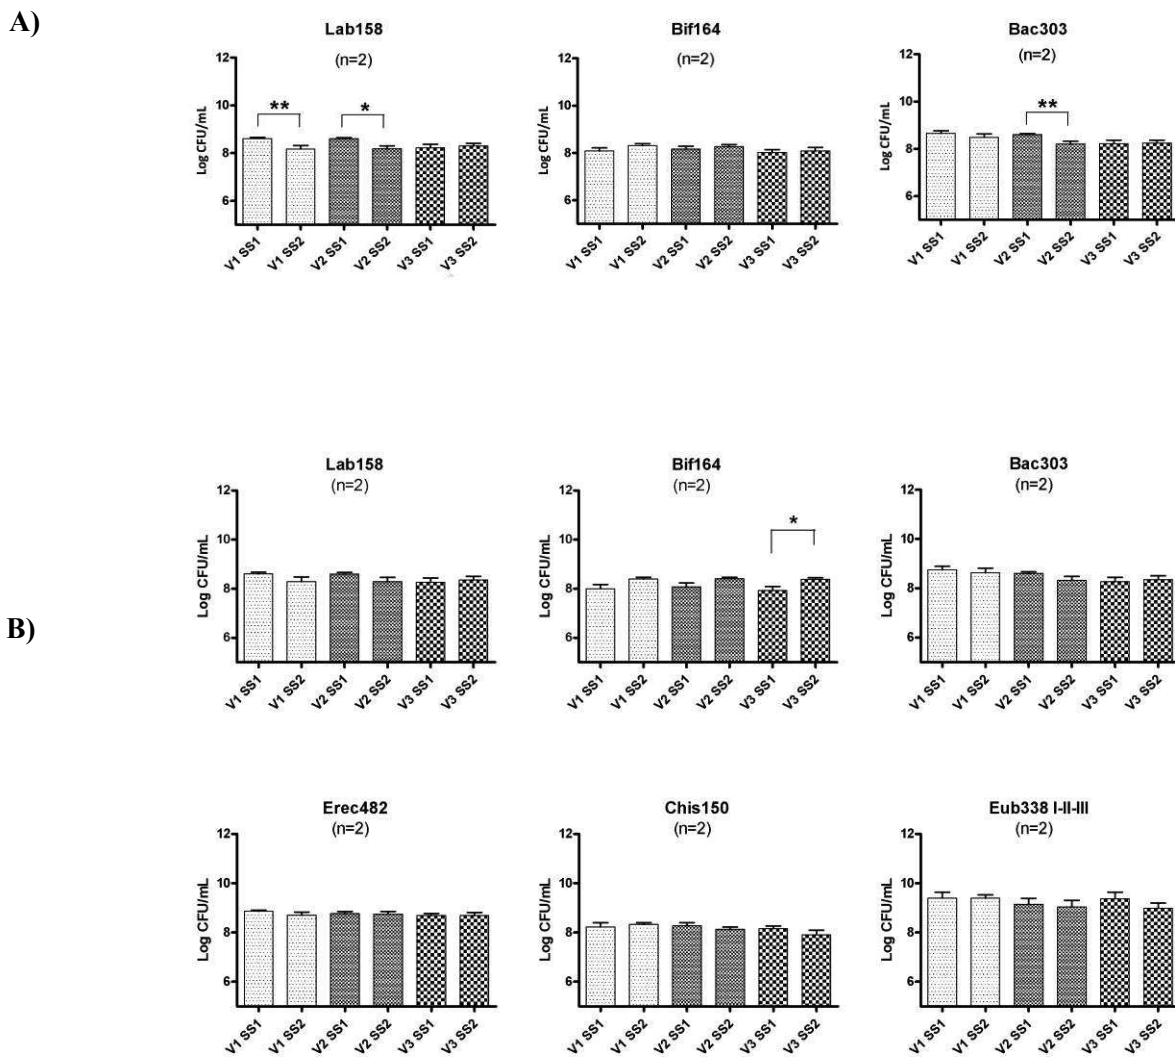 A)
Lab158
(n=2)
Log CFU/mL
12
10
8
6
**
*
V1 SS1
V1 SS2
V2 SS1
V2 SS2
V3 SS1
V3 SS2
Bif164
(n=2)
Log CFU/mL
12
10
8
6
V1 SS1
V1 SS2
V2 SS1
V2 SS2
V3 SS1
V3 SS2
Bac303
(n=2)
Log CFU/mL
12
10
8
6
**
V1 SS1
V1 SS2
V2 SS1
V2 SS2
V3 SS1
V3 SS2
B)
Lab158
(n=2)
Log CFU/mL
12
10
8
6
V1 SS1
V1 SS2
V2 SS1
V2 SS2
V3 SS1
V3 SS2
Bif164
(n=2)
Log CFU/mL
12
10
8
6
*
V1 SS1
V1 SS2
V2 SS1
V2 SS2
V3 SS1
V3 SS2
Bac303
(n=2)
Log CFU/mL
12
10
8
6
V1 SS1
V1 SS2
V2 SS1
V2 SS2
V3 SS1
V3 SS2
Erec482
(n=2)
Log CFU/mL
12
10
8
6
V1 SS1
V1 SS2
V2 SS1
V2 SS2
V3 SS1
V3 SS2
Chis150
(n=2)
Log CFU/mL
12
10
8
6
V1 SS1
V1 SS2
V2 SS1
V2 SS2
V3 SS1
V3 SS2
Eub338 I-II-III
(n=2)
Log CFU/mL
12
10
8
6
V1 SS1
V1 SS2
V2 SS1
V2 SS2
V3 SS1
V3 SS2